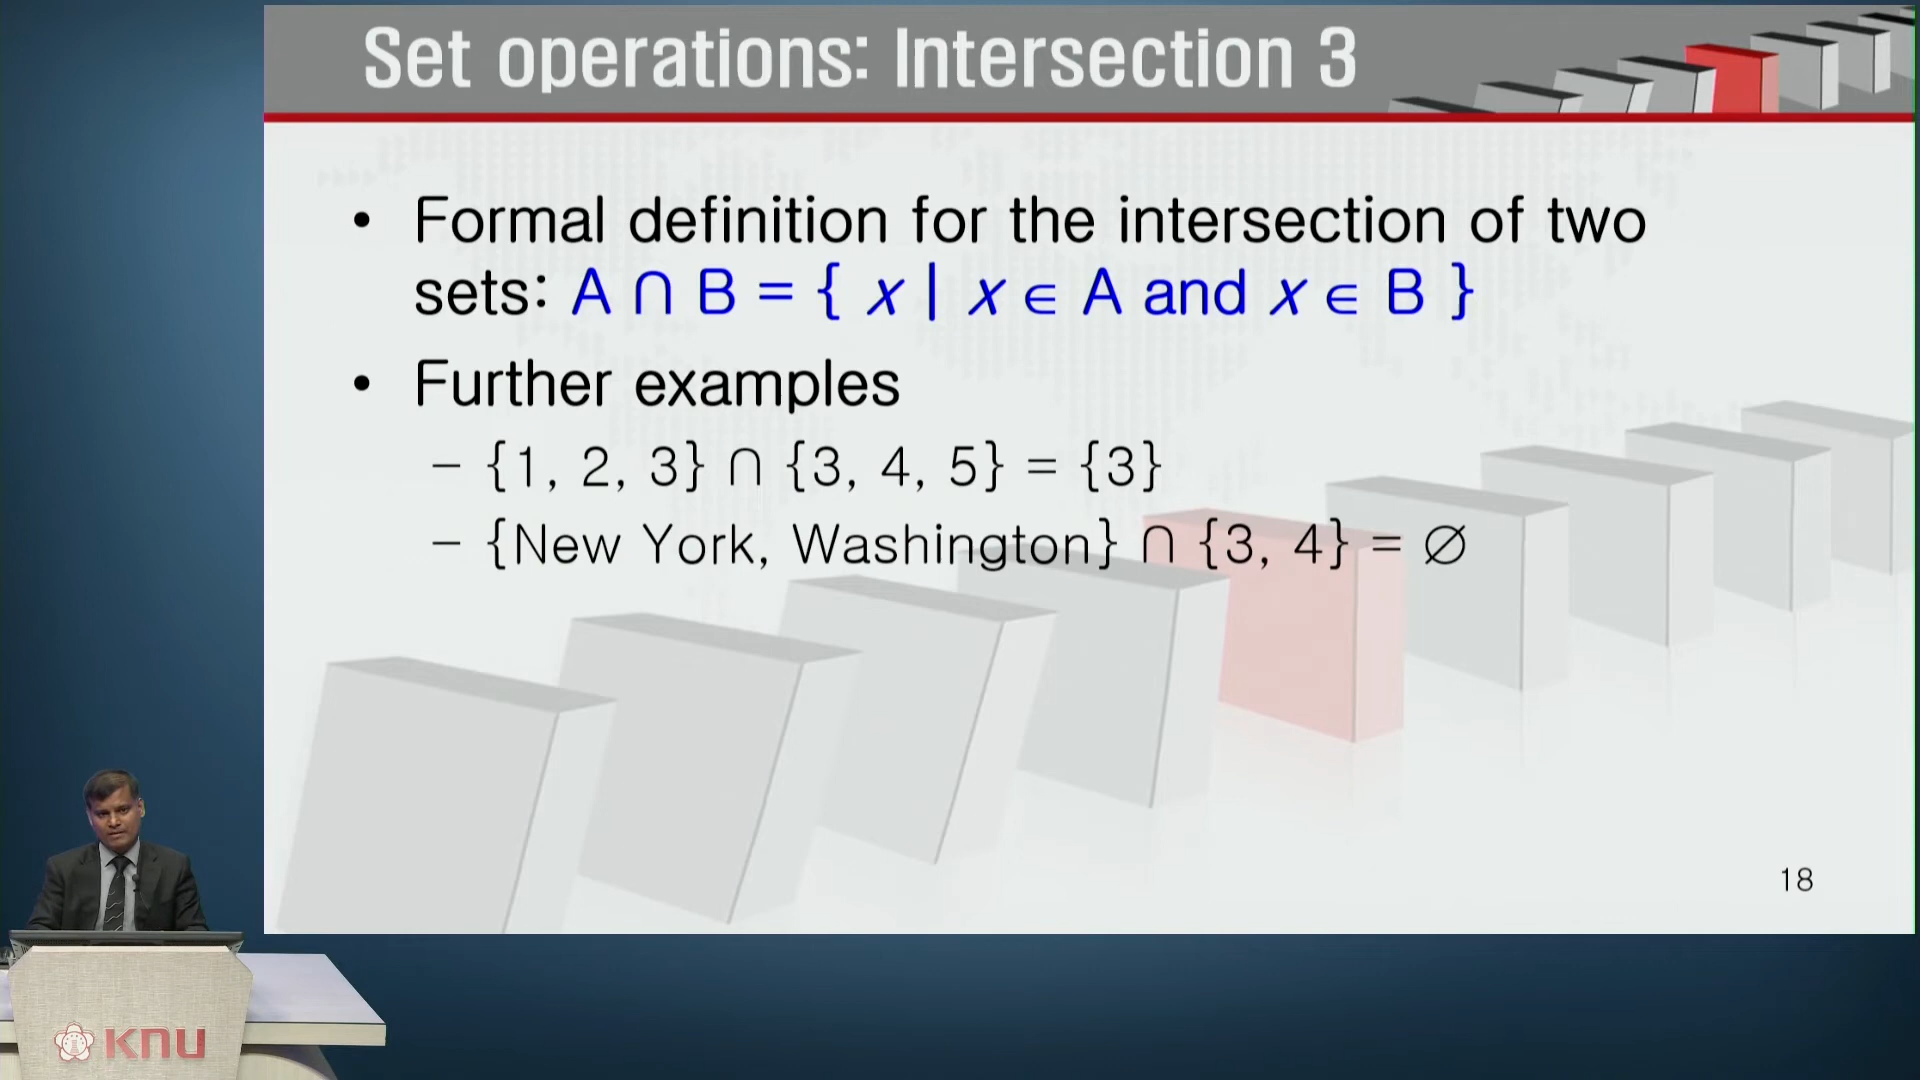 Set operations: Intersection 3
• Formal definition for the intersection of two
sets: A ∩ B = { x | x ∈ A and x ∈ B }
• Further examples
– {1, 2, 3} ∩ {3, 4, 5} = {3}
– {New York, Washington} ∩ {3, 4} = ∅
18
KNU